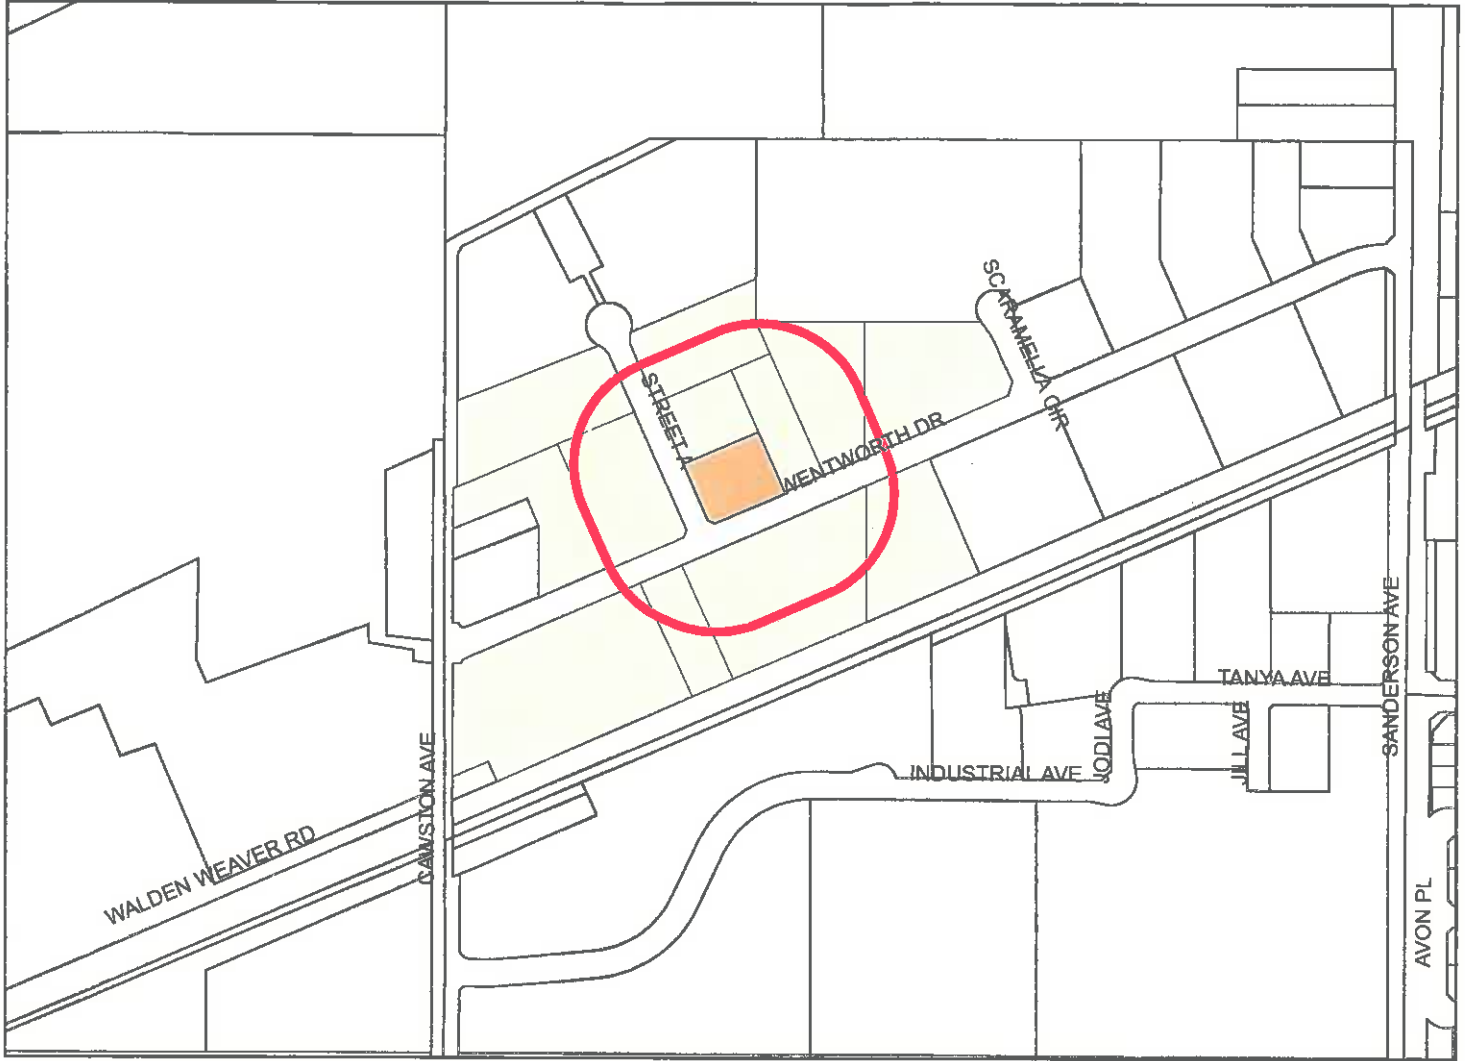 SCARAMELLA CIR
STREET A
WENTWORTH DR
SANDERSON AVE
TANYA AVE
JODI AVE
JILL AVE
INDUSTRIAL AVE
CAWSTON AVE
WALDEN WEAVER RD
AVON PL